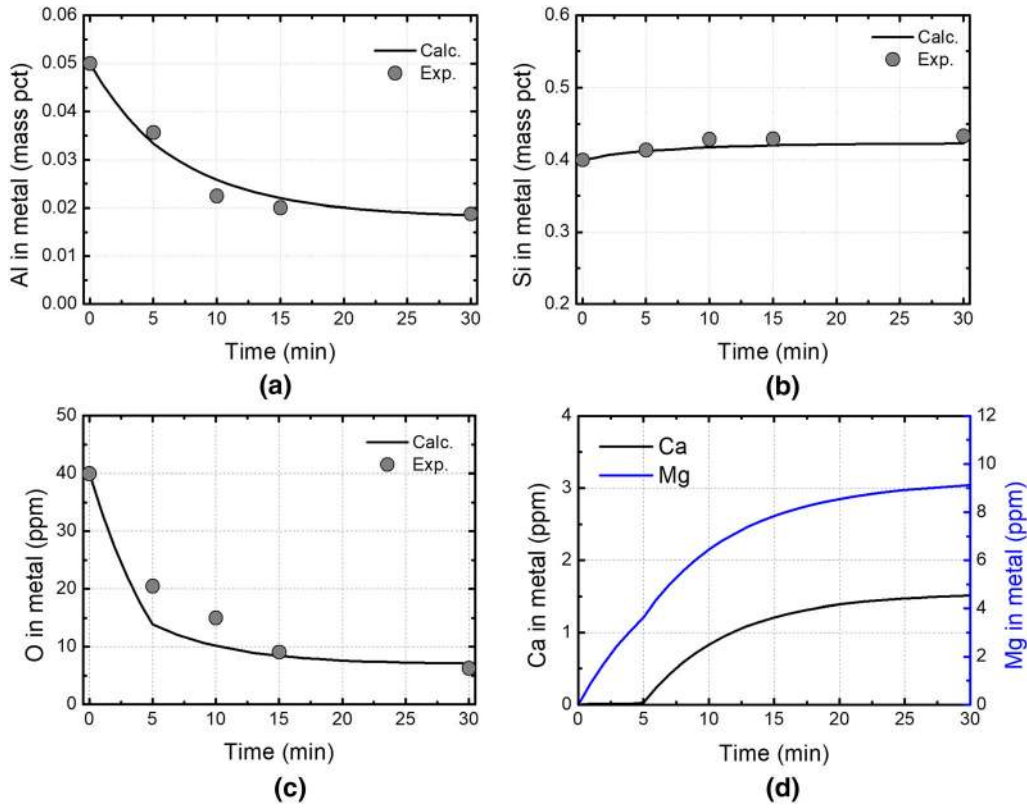 0.06
0.05
0.04
0.03
0.02
0.01
0.00
Al in metal (mass pct)
Calc.
Exp.
0 5 10 15 20 25 30
Time (min)
(a)
0.6
0.5
0.4
0.3
0.2
Si in metal (mass pct)
Calc.
Exp.
0 5 10 15 20 25 30
Time (min)
(b)
50
40
30
20
10
0
O in metal (ppm)
Calc.
Exp.
0 5 10 15 20 25 30
Time (min)
(c)
4
3
2
1
0
Ca in metal (ppm)
Ca
Mg
12
10
8
6
4
2
0
Mg in metal (ppm)
0 5 10 15 20 25 30
Time (min)
(d)